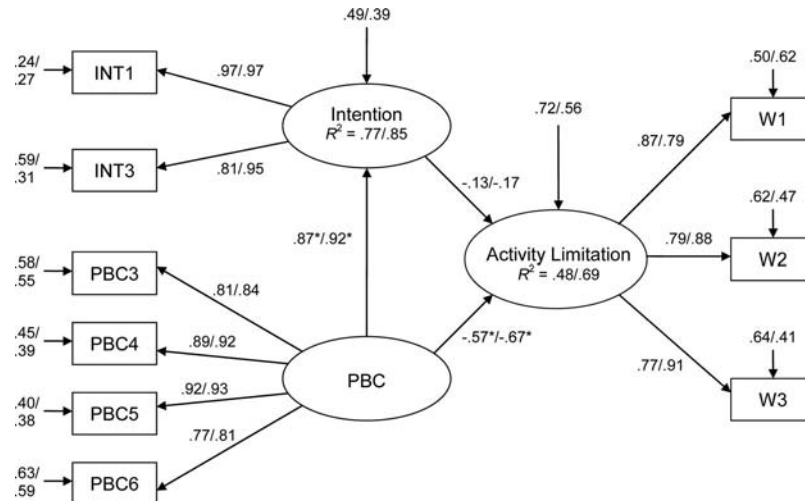 .49/.39
.24/
.27
INT1
.97/.97
Intention
R² = .77/.85
.50/.62
W1
.72/.56
.87/.79
.59/
.31
INT3
.81/.95
-.13/-.17
.62/.47
.87*/.92*
Activity Limitation
R² = .48/.69
.79/.88
W2
.58/
.55
PBC3
.81/.84
-.57*/-.67*
.64/.41
.45/
.39
PBC4
.89/.92
PBC
.77/.91
W3
.40/
.38
PBC5
.92/.93
.77/.81
.63/
.59
PBC6